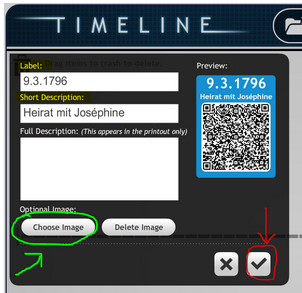 TIMELINE
Label:
Preview:
9.3.1796
9.3.1796
Heirat mit Joséphine
Short Description:
Heirat mit Joséphine
Full Description: (This appears in the printout only)
Optional Image:
Choose Image
Delete Image